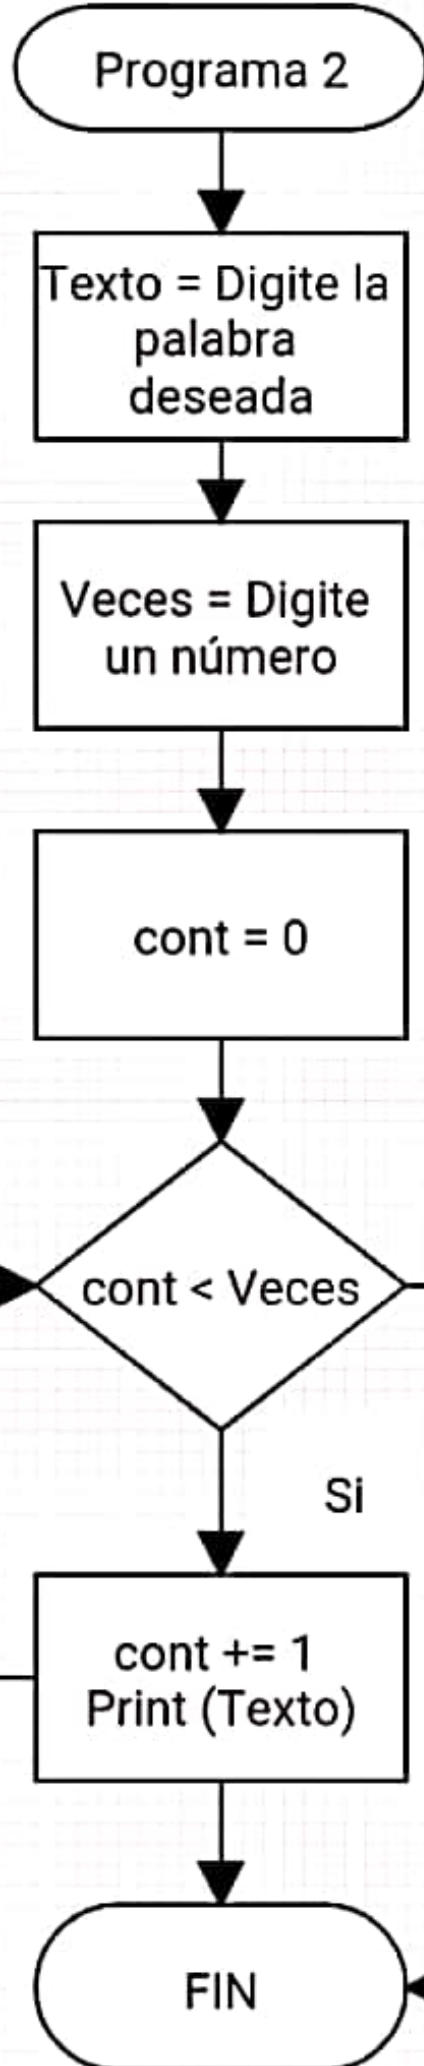 Programa 2
Texto = Digite la
palabra
deseada
Veces = Digite
un número
cont = 0
cont < Veces
Si
cont += 1
Print (Texto)
FIN